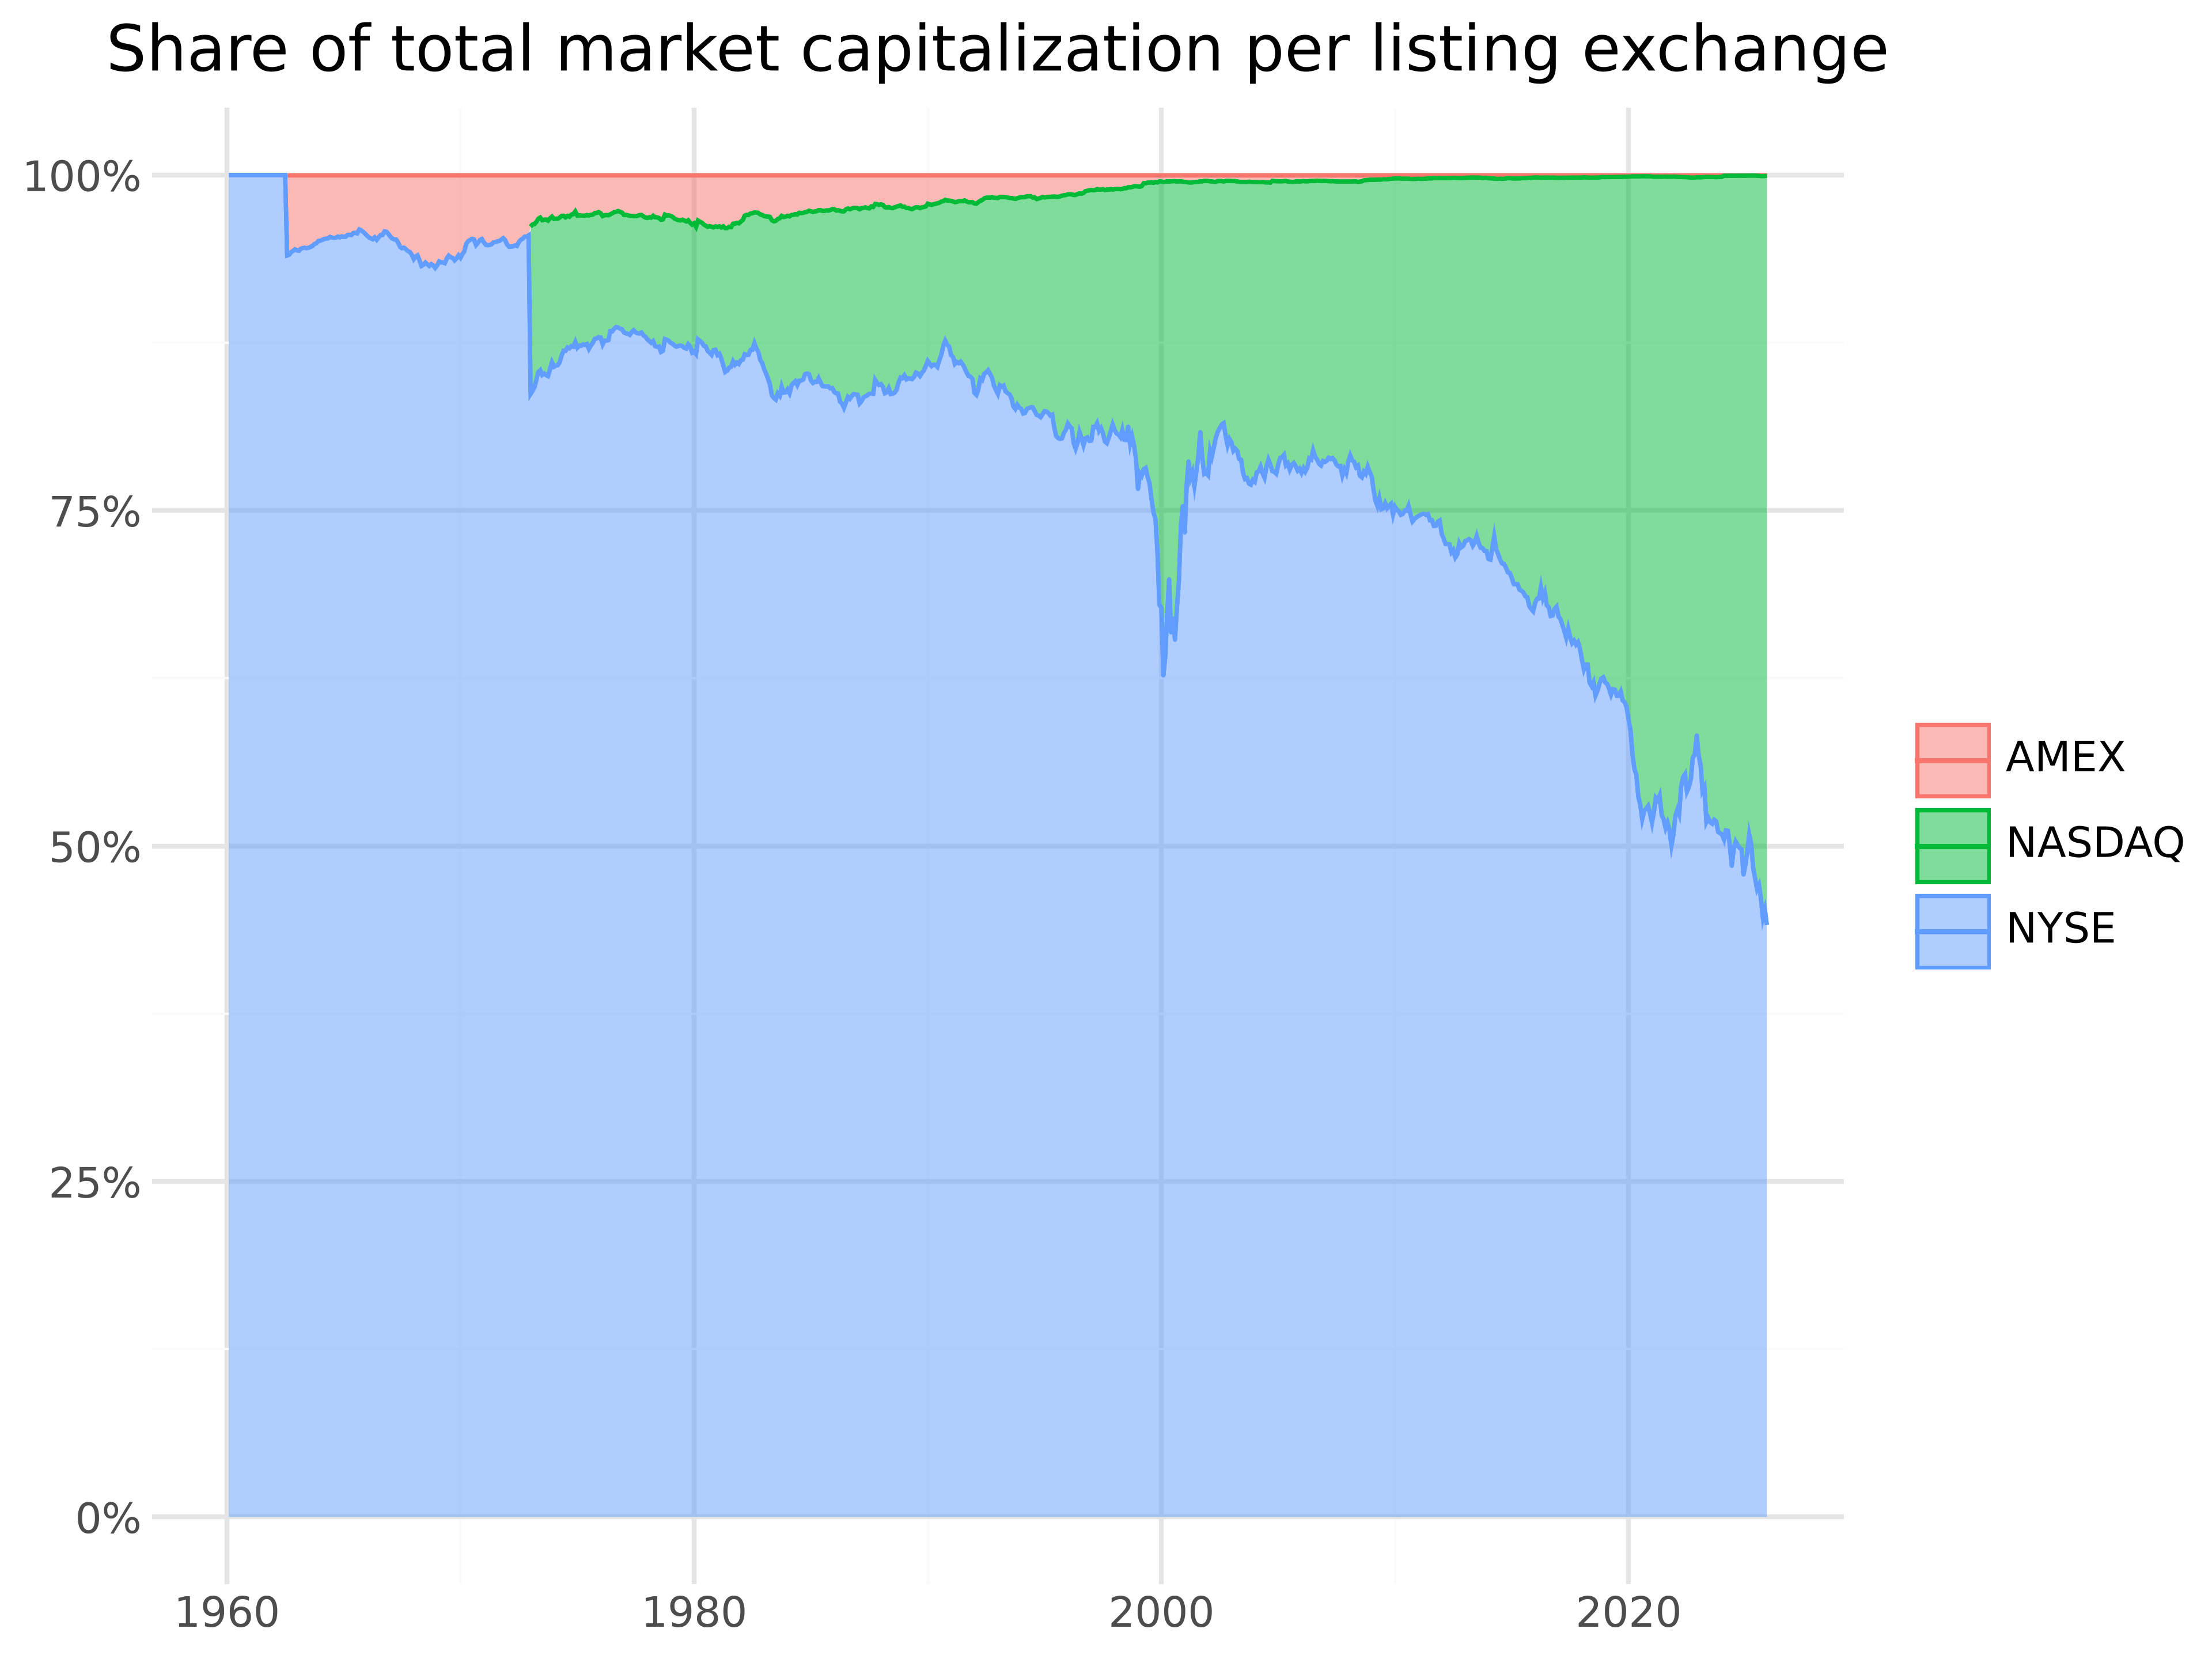 Share of total market capitalization per listing exchange
100%
75%
50%
25%
0%
1960
1980
2000
2020
AMEX
NASDAQ
NYSE